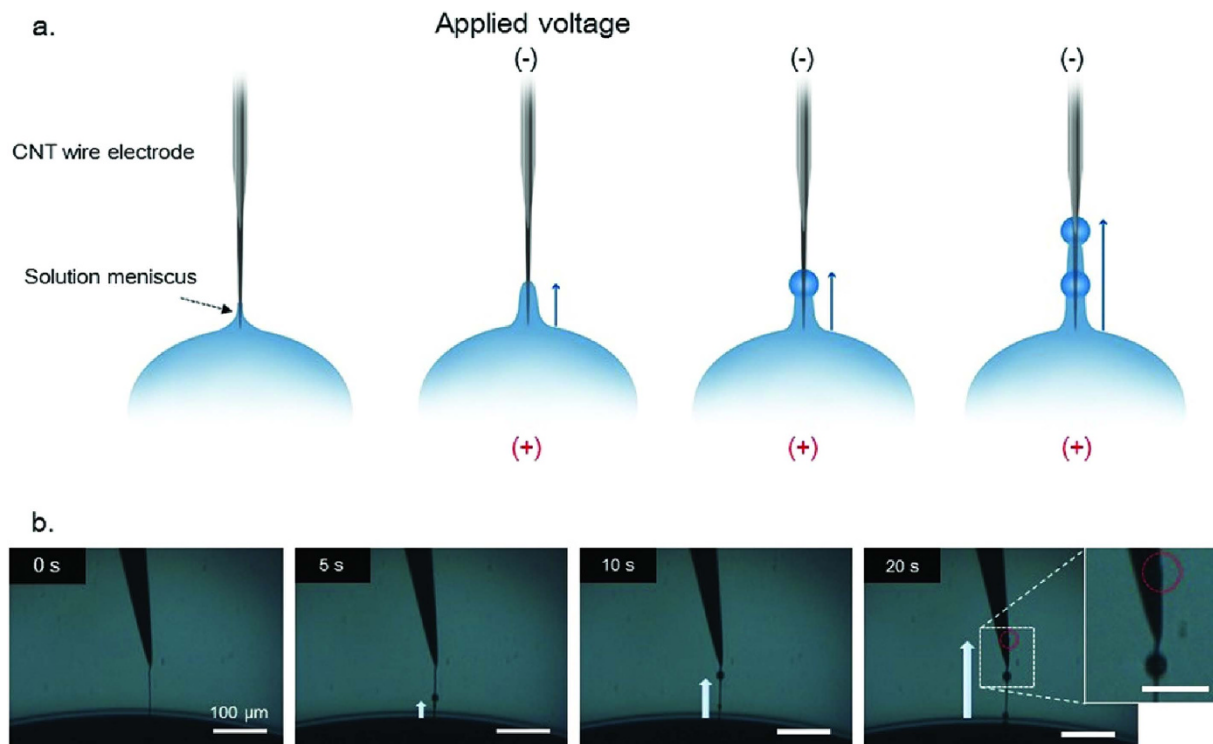 a.
Applied voltage
(-)
(-)
(-)
CNT wire electrode
Solution meniscus
(+)
(+)
(+)
b.
0 s
5 s
10 s
20 s
100 μm